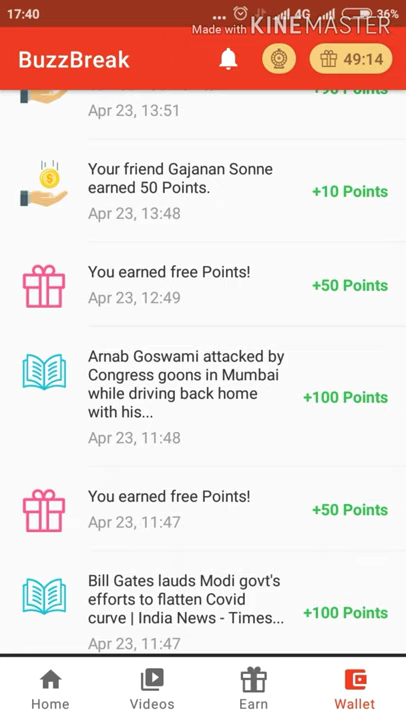 17:40
4G
36%
Made with KINEMASTER
BuzzBreak
49:14
+90 Points
Apr 23, 13:51
Your friend Gajanan Sonne
earned 50 Points.
+10 Points
Apr 23, 13:48
You earned free Points!
+50 Points
Apr 23, 12:49
Arnab Goswami attacked by
Congress goons in Mumbai
while driving back home
with his...
+100 Points
Apr 23, 11:48
You earned free Points!
+50 Points
Apr 23, 11:47
Bill Gates lauds Modi govt's
efforts to flatten Covid
curve | India News - Times...
+100 Points
Apr 23, 11:47
Home
Videos
Earn
Wallet